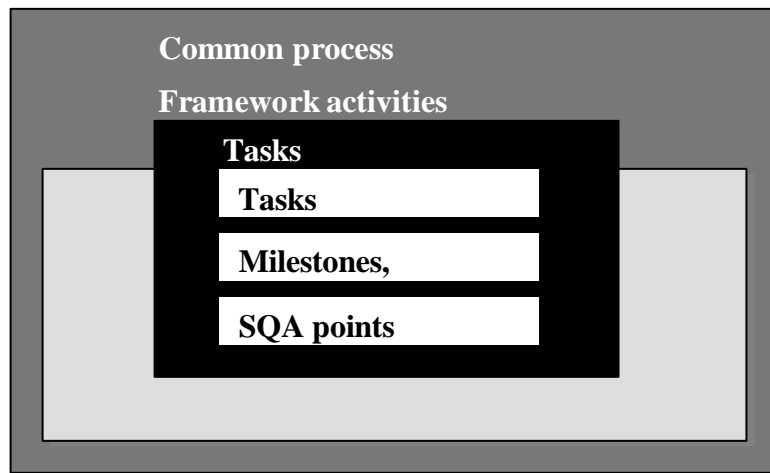 Common process
Framework activities
Tasks
Tasks
Milestones,
SQA points